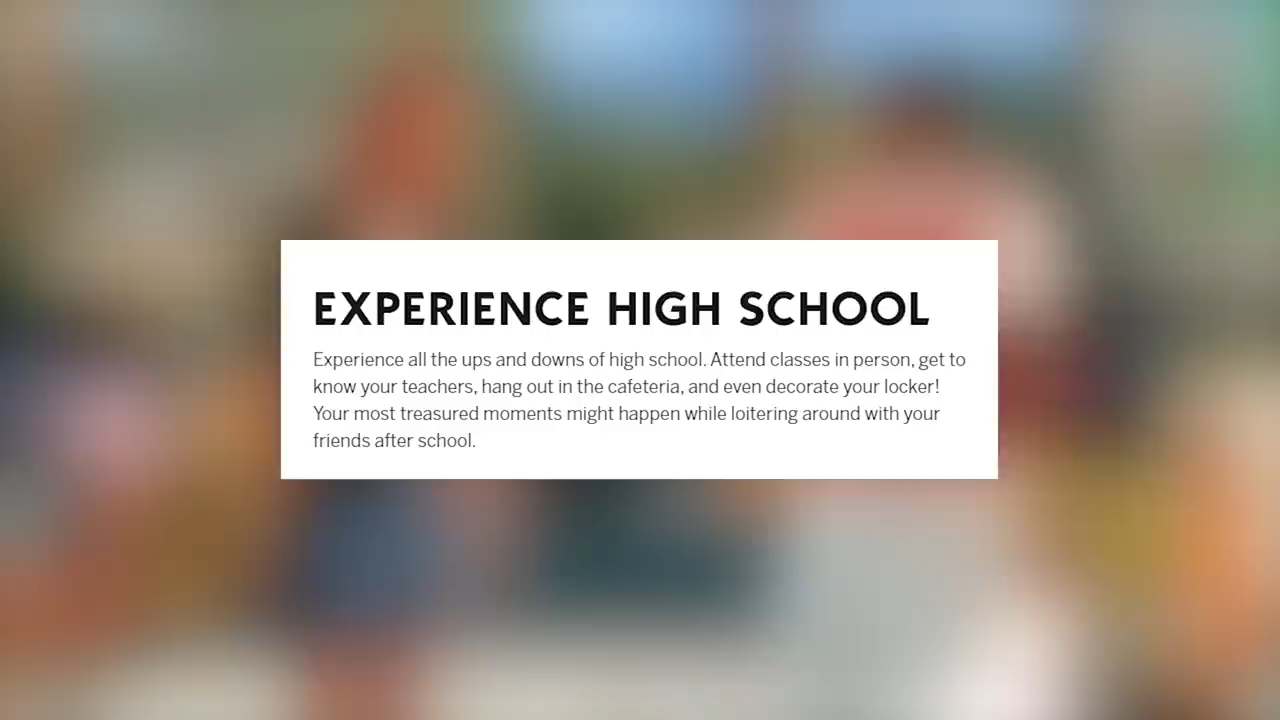 EXPERIENCE HIGH SCHOOL
Experience all the ups and downs of high school. Attend classes in person, get to
know your teachers, hang out in the cafeteria, and even decorate your locker!
Your most treasured moments might happen while loitering around with your
friends after school.